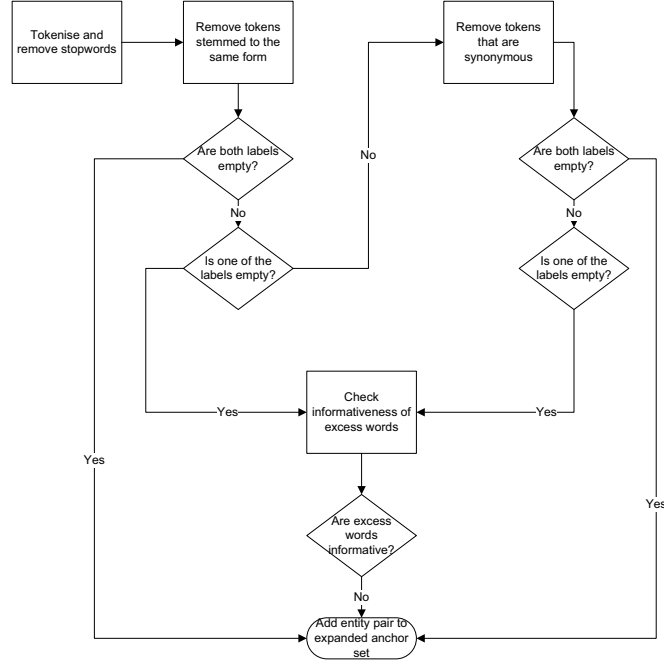 Tokenise and
remove stopwords
Remove tokens
stemmed to the
same form
Remove tokens
that are
synonymous
Are both labels
empty?
No
Are both labels
empty?
No
No
Is one of the
labels empty?
Is one of the
labels empty?
Check
informativeness of
excess words
Yes
Yes
Yes
Yes
Are excess
words
informative?
No
Add entity pair to
expanded anchor
set